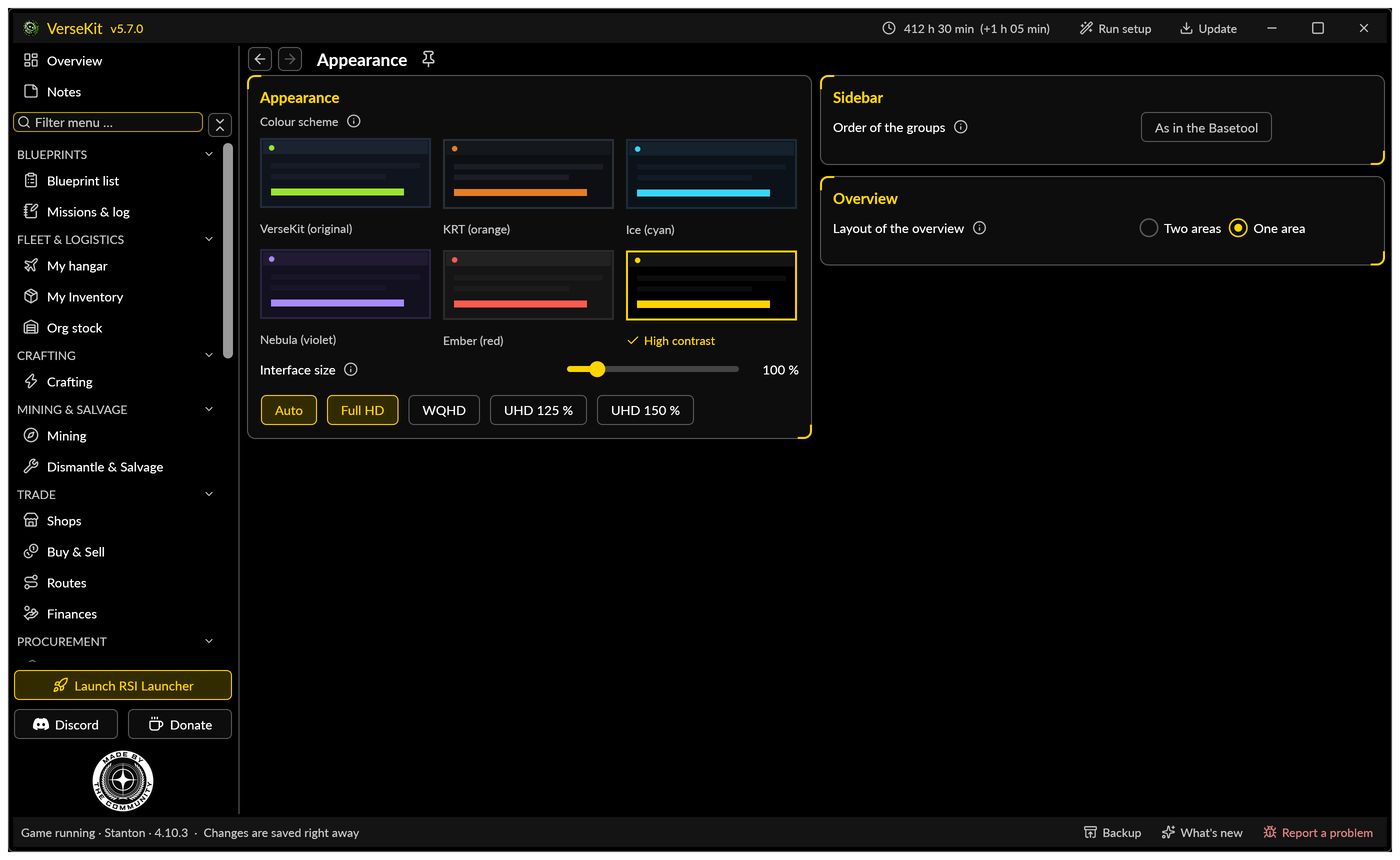 VerseKit v5.7.0
412 h 30 min (+1 h 05 min)
Run setup
Update
Overview
Notes
Filter menu ...
BLUEPRINTS
Blueprint list
Missions & log
FLEET & LOGISTICS
My hangar
My Inventory
Org stock
CRAFTING
Crafting
MINING & SALVAGE
Mining
Dismantle & Salvage
TRADE
Shops
Buy & Sell
Routes
Finances
PROCUREMENT
Launch RSI Launcher
Discord
Donate
MADE BY
THE COMMUNITY
Appearance
Appearance
Colour scheme
VerseKit (original)
KRT (orange)
Ice (cyan)
Nebula (violet)
Ember (red)
High contrast
Interface size
100 %
Auto
Full HD
WQHD
UHD 125 %
UHD 150 %
Sidebar
Order of the groups
As in the Basetool
Overview
Layout of the overview
Two areas
One area
Game running · Stanton · 4.10.3 · Changes are saved right away
Backup
What's new
Report a problem